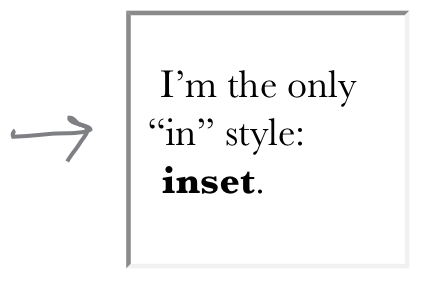 I’m the only
“in” style:
inset.